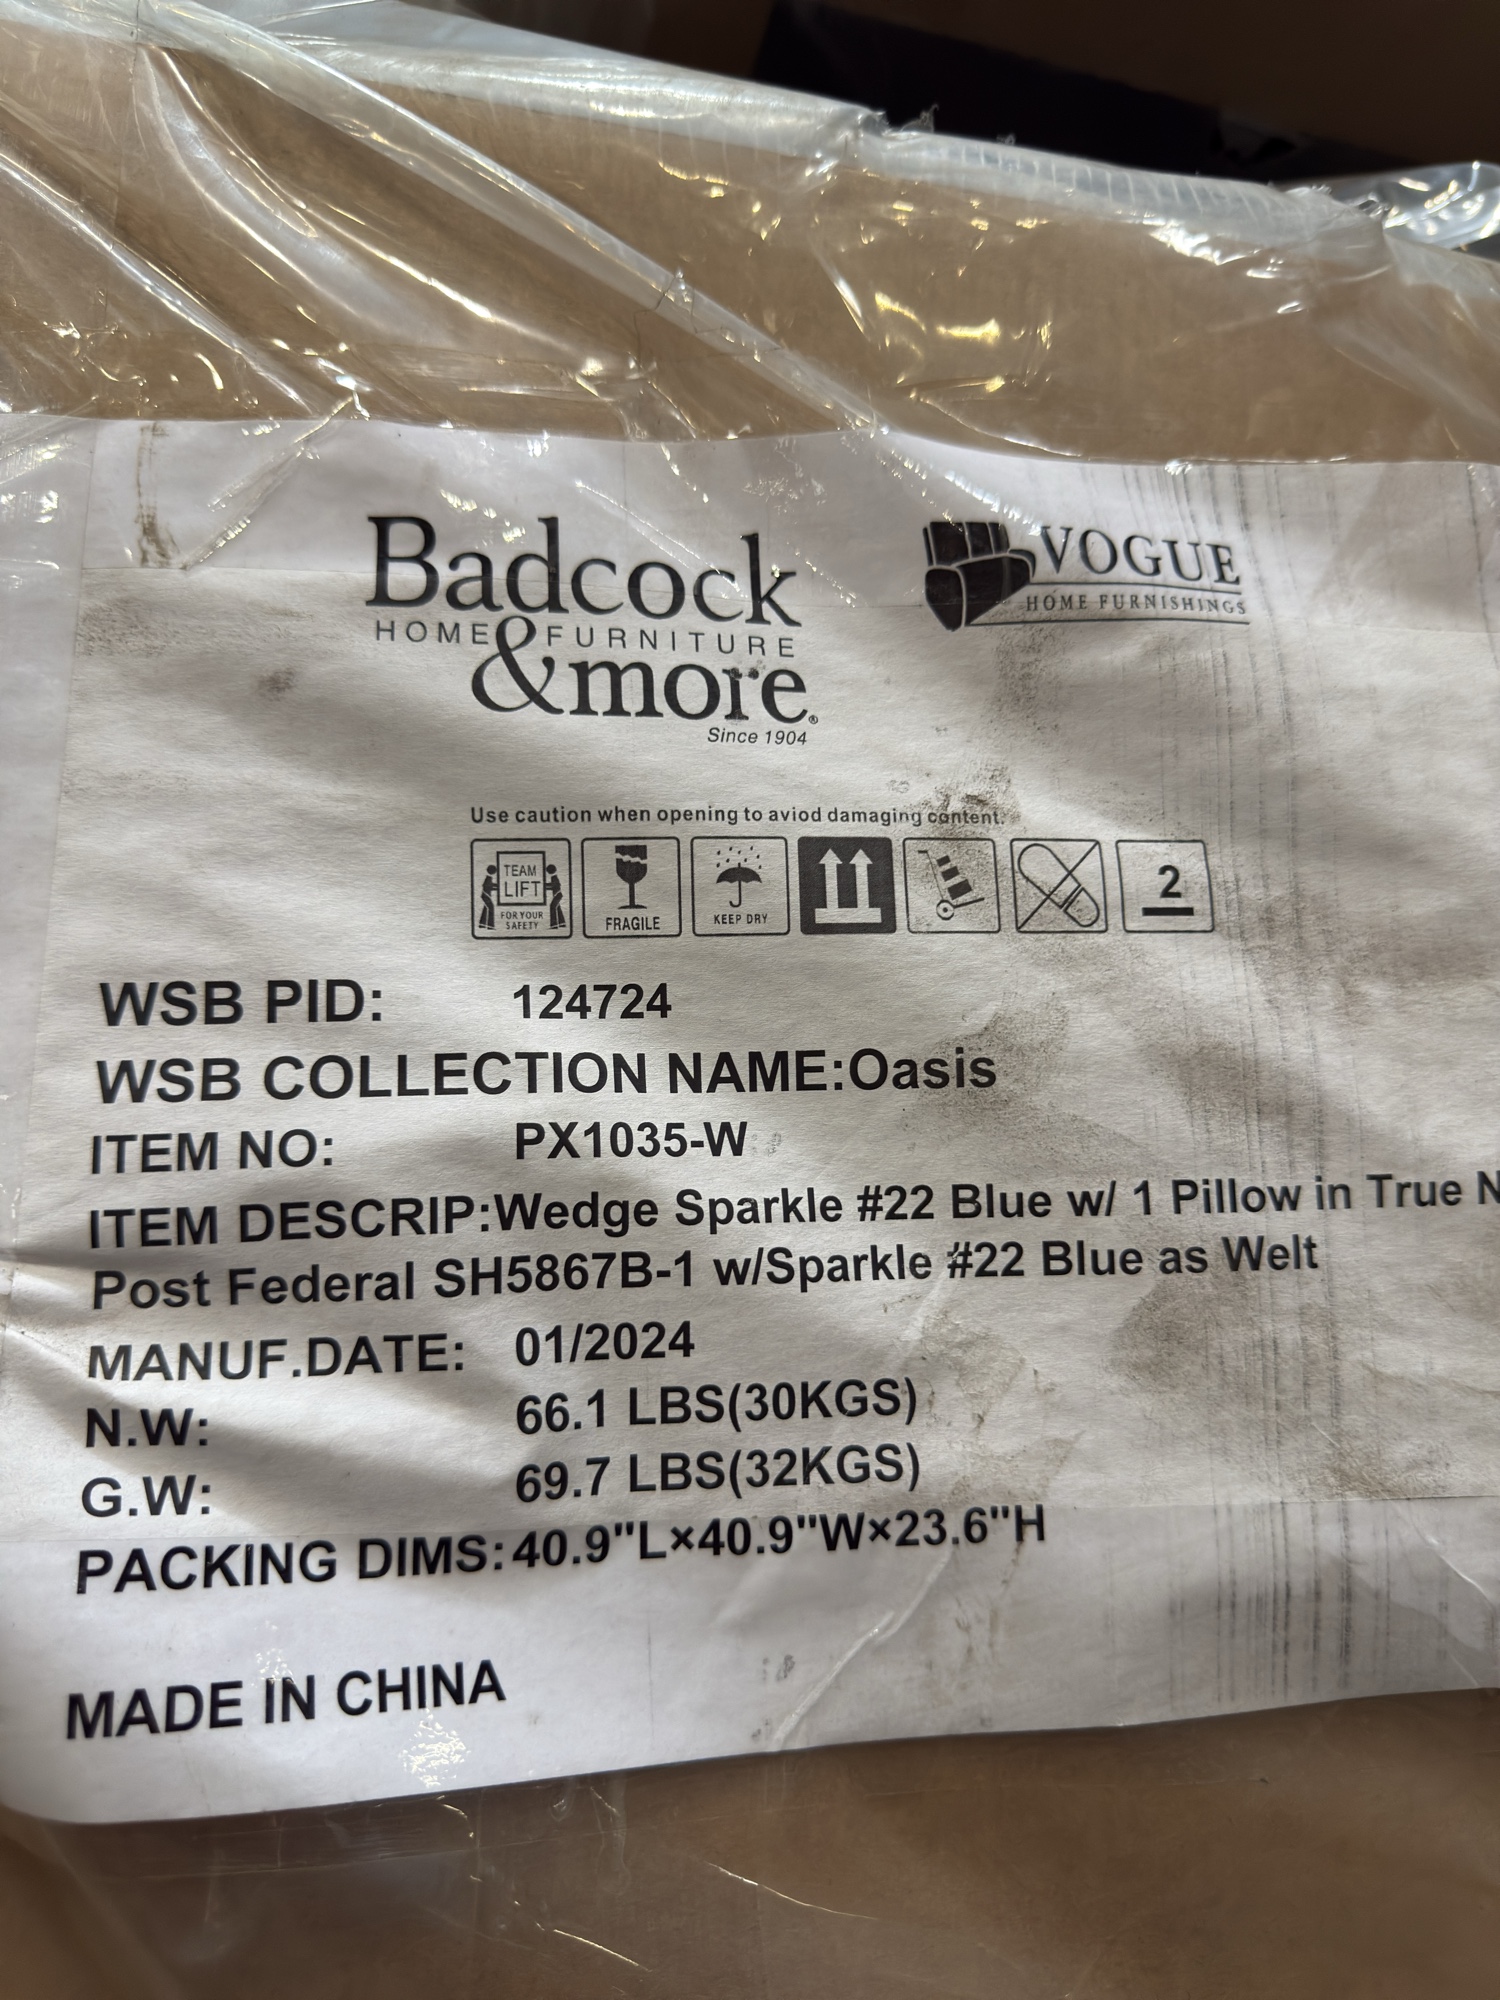 Badcock
HOME FURNITURE
&more®
Since 1904
VOGUE
HOME FURNISHINGS
Use caution when opening to aviod damaging content.
TEAM
LIFT
FOR YOUR
SAFETY
FRAGILE
KEEP DRY
2
WSB PID: 124724
WSB COLLECTION NAME:Oasis
ITEM NO: PX1035-W
ITEM DESCRIP:Wedge Sparkle #22 Blue w/ 1 Pillow in True
Post Federal SH5867B-1 w/Sparkle #22 Blue as Welt
MANUF.DATE: 01/2024
N.W: 66.1 LBS(30KGS)
G.W: 69.7 LBS(32KGS)
PACKING DIMS:40.9"L×40.9"W×23.6"H
MADE IN CHINA